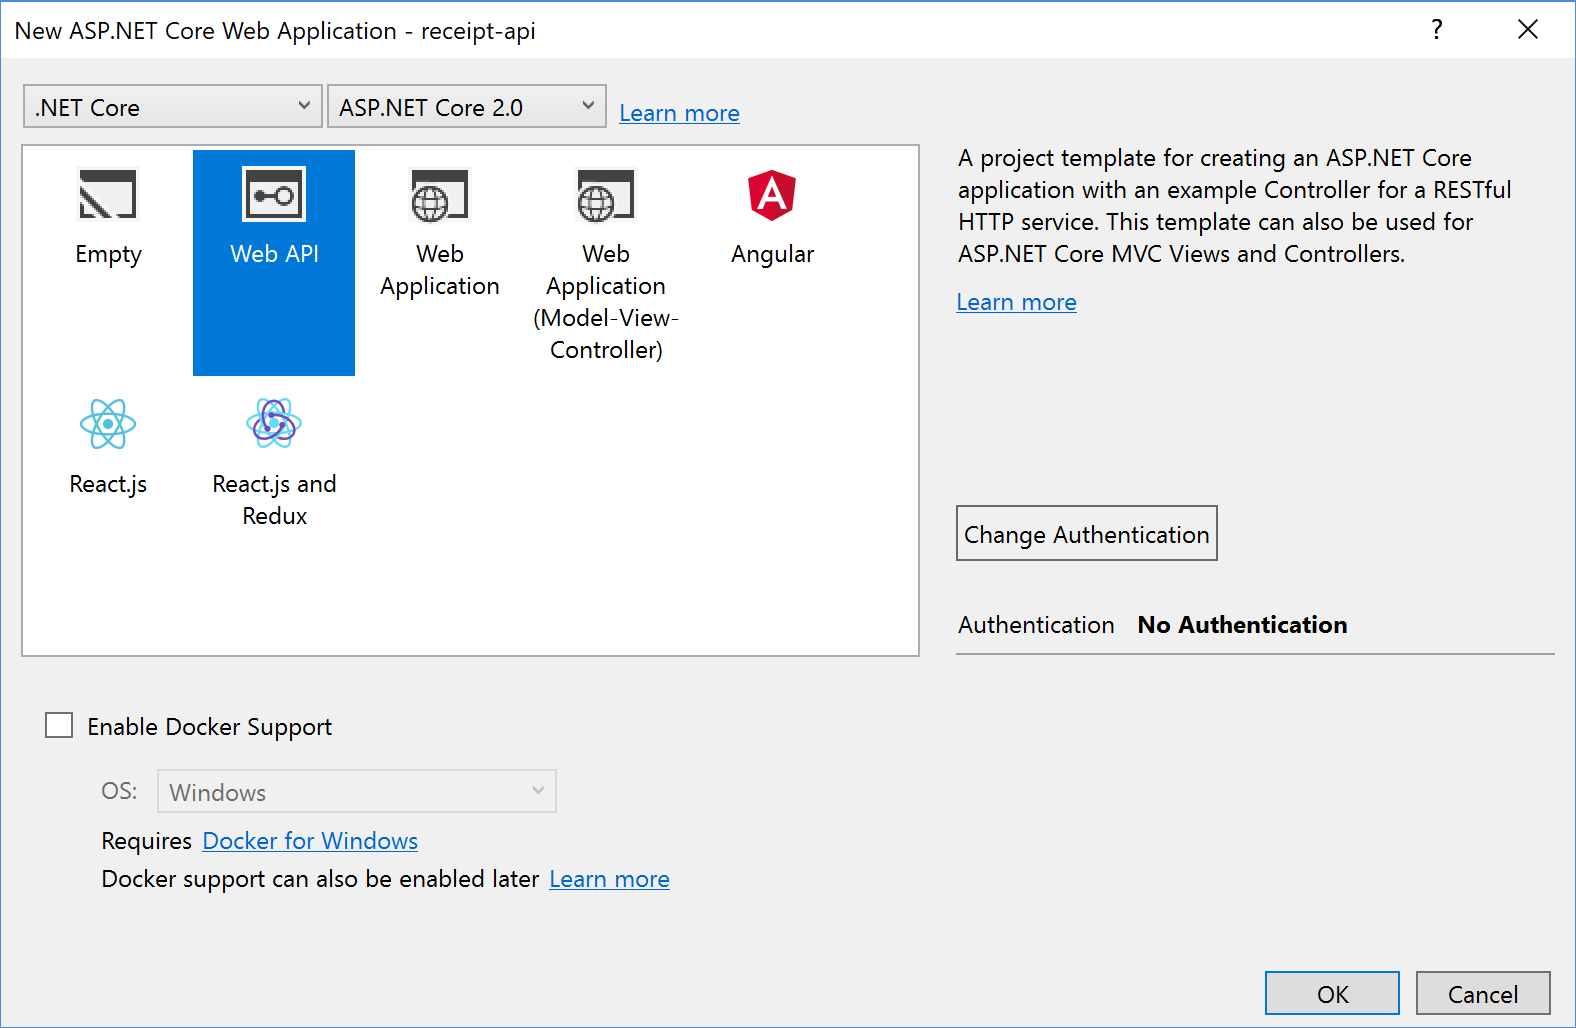 New ASP.NET Core Web Application - receipt-api
?
.NET Core
ASP.NET Core 2.0
Learn more
Empty
Web API
Web
Application
Web
Application
(Model-View-
Controller)
Angular
React.js
React.js and
Redux
A project template for creating an ASP.NET Core
application with an example Controller for a RESTful
HTTP service. This template can also be used for
ASP.NET Core MVC Views and Controllers.
Learn more
Change Authentication
Authentication No Authentication
Enable Docker Support
OS: Windows
Requires Docker for Windows
Docker support can also be enabled later Learn more
OK
Cancel